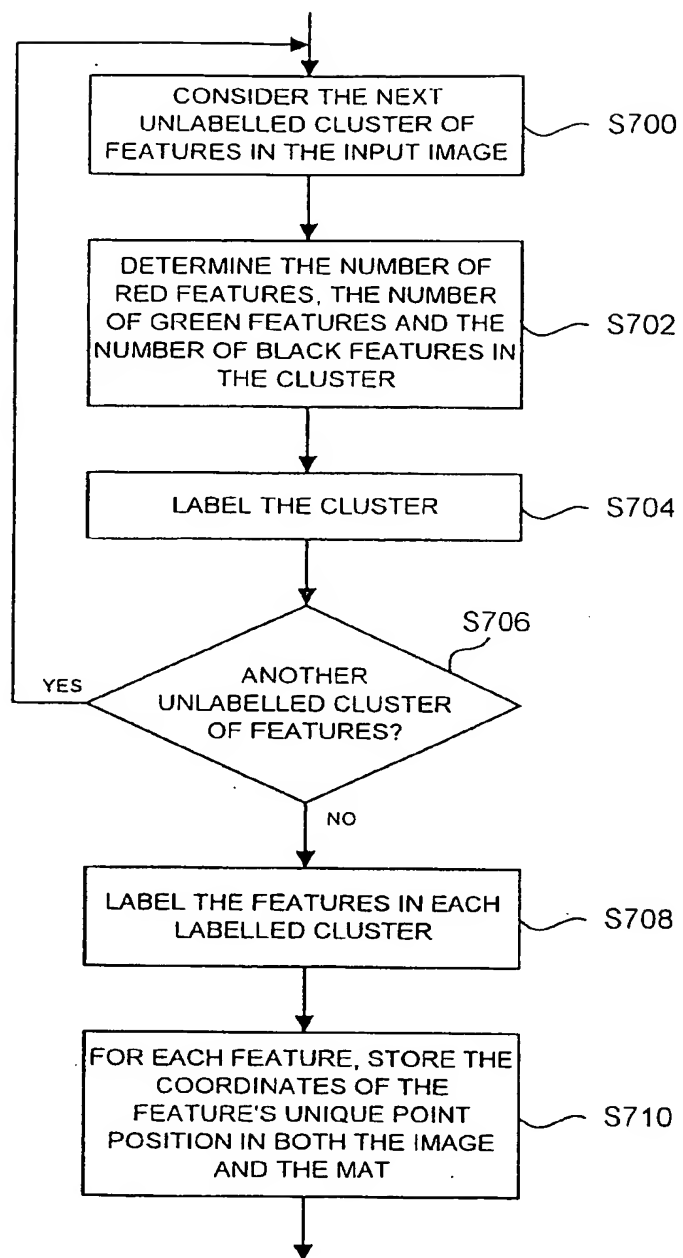 CONSIDER THE NEXT
UNLABELLED CLUSTER OF
FEATURES IN THE INPUT IMAGE
S700
DETERMINE THE NUMBER OF
RED FEATURES, THE NUMBER
OF GREEN FEATURES AND THE
NUMBER OF BLACK FEATURES IN
THE CLUSTER
S702
LABEL THE CLUSTER
S704
S706
ANOTHER
UNLABELLED CLUSTER
OF FEATURES?
YES
NO
LABEL THE FEATURES IN EACH
LABELLED CLUSTER
S708
FOR EACH FEATURE, STORE THE
COORDINATES OF THE
FEATURE'S UNIQUE POINT
POSITION IN BOTH THE IMAGE
AND THE MAT
S710